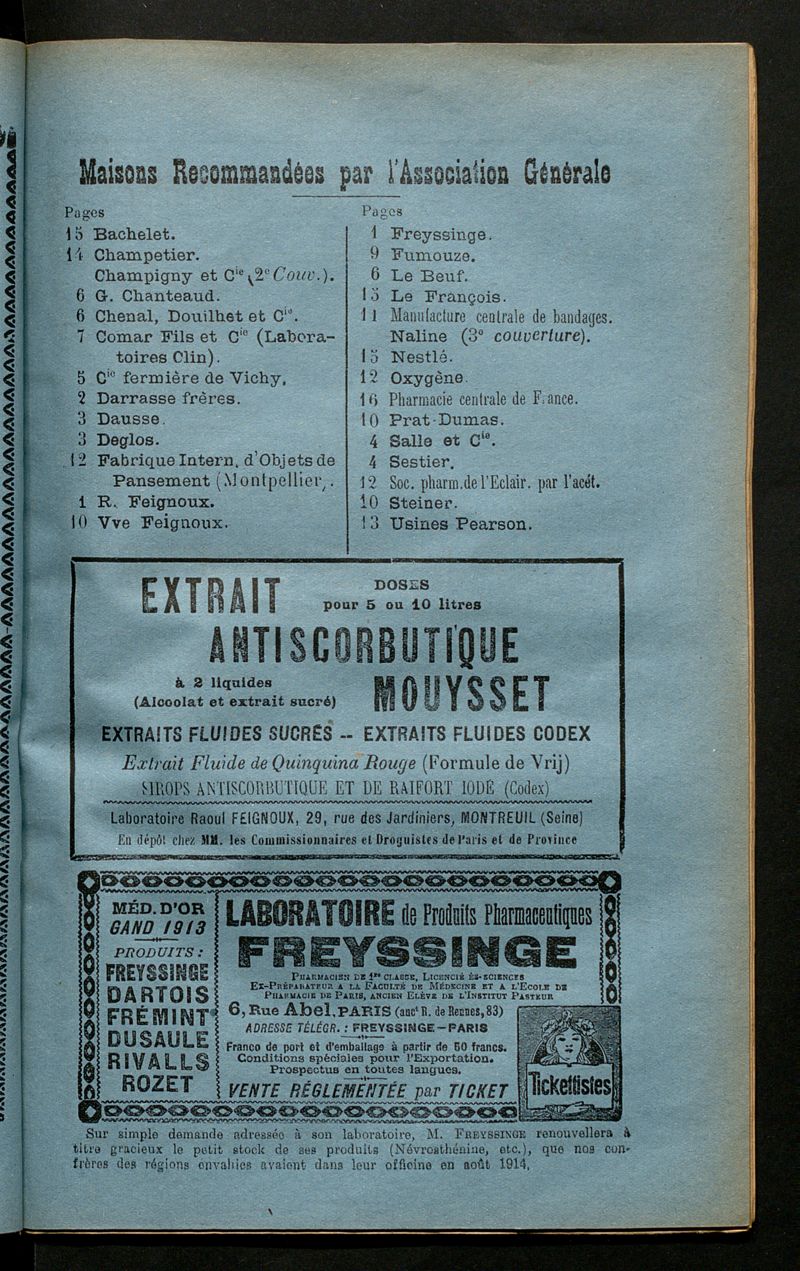 Maisons Recommandées par l'Association Générale
Pages
15 Bachelet.
14 Champetier.
Champigny et Cie (2e Couv.).
6 G. Chanteaud.
6 Chenal, Douilhet et Cie.
7 Comar Fils et Cie (Labora-
toires Clin).
5 Cie fermière de Vichy.
2 Darrasse frères.
3 Dausse.
3 Deglos.
12 Fabrique Intern. d'Objets de
Pansement (Montpellier).
1 R. Feignoux.
10 Vve Feignoux.
Pages
1 Freyssinge.
9 Fumouze.
6 Le Beuf.
15 Le François.
11 Manufacture centrale de bandages.
Naline (3e couverture).
15 Nestlé.
12 Oxygène.
16 Pharmacie centrale de France.
10 Prat-Dumas.
4 Salle et Cie.
4 Sestier.
12 Soc. pharm. de l'Eclair. par l'acét.
10 Steiner.
13 Usines Pearson.
EXTRAIT
DOSES
pour 5 ou 10 litres
ANTISCORBUTIQUE
à 2 liquides
(Alcoolat et extrait sucré)
MOUYSSET
EXTRAITS FLUIDES SUCRÉS -- EXTRAITS FLUIDES CODEX
Extrait Fluide de Quinquina Rouge (Formule de Vrij)
SIROPS ANTISCORBUTIQUE ET DE RAIFORT IODÉ (Codex)
Laboratoire Raoul FEIGNOUX, 29, rue des Jardiniers, MONTREUIL (Seine)
En dépôt chez MM. les Commissionnaires et Droguistes de Paris et de Province
MÉD. D'OR
GAND 1913
PRODUITS :
FREYSSINGE
DARTOIS
FRÉMINT
DUSAULE
RIVALLS
ROZET
LABORATOIRE de Produits Pharmaceutiques
FREYSSINGE
PHARMACIEN DE 1re CLASSE, LICENCIÉ ÈS-SCIENCES
EX-PRÉPARATEUR A LA FACULTÉ DE MÉDECINE ET A L'ECOLE DE
PHARMACIE DE PARIS, ANCIEN ELÈVE DE L'INSTITUT PASTEUR
6, Rue Abel, PARIS (anct R. de Rennes, 83)
ADRESSE TÉLÉGR. : FREYSSINGE-PARIS
Franco de port et d'emballage à partir de 50 francs.
Conditions spéciales pour l'Exportation.
Prospectus en toutes langues.
VENTE RÉGLEMENTÉE par TICKET
Tickettistes
Sur simple demande adressée à son laboratoire, M. FREYSSINGE renouvellera à
titre gracieux le petit stock de ses produits (Névrosthénine, etc.), que nos con-
frères des régions envahies avaient dans leur officine en août 1914.